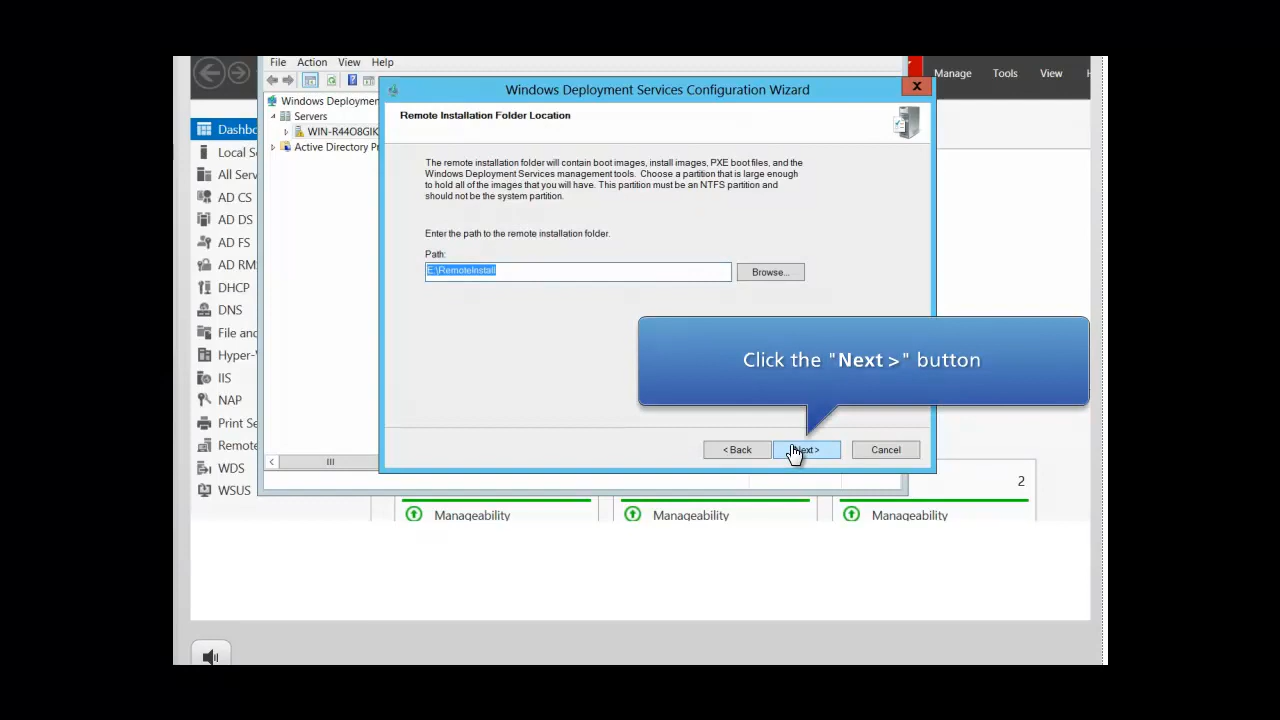 File Action View Help
Manage Tools View H
Windows Deployment Services Configuration Wizard
X
Windows Deploymen
Servers
WIN-R44O8GIK
Active Directory Pr
Remote Installation Folder Location
The remote installation folder will contain boot images, install images, PXE boot files, and the
Windows Deployment Services management tools. Choose a partition that is large enough
to hold all of the images that you will have. This partition must be an NTFS partition and
should not be the system partition.
Enter the path to the remote installation folder.
Path:
E:\RemoteInstall
Browse...
Click the "Next >" button
< Back
Cancel
Dashbo
Local Se
All Serv
AD CS
AD DS
AD FS
AD RM
DHCP
DNS
File and
Hyper-V
IIS
NAP
Print Se
Remote
WDS
WSUS
2
Manageability
Manageability
Manageability